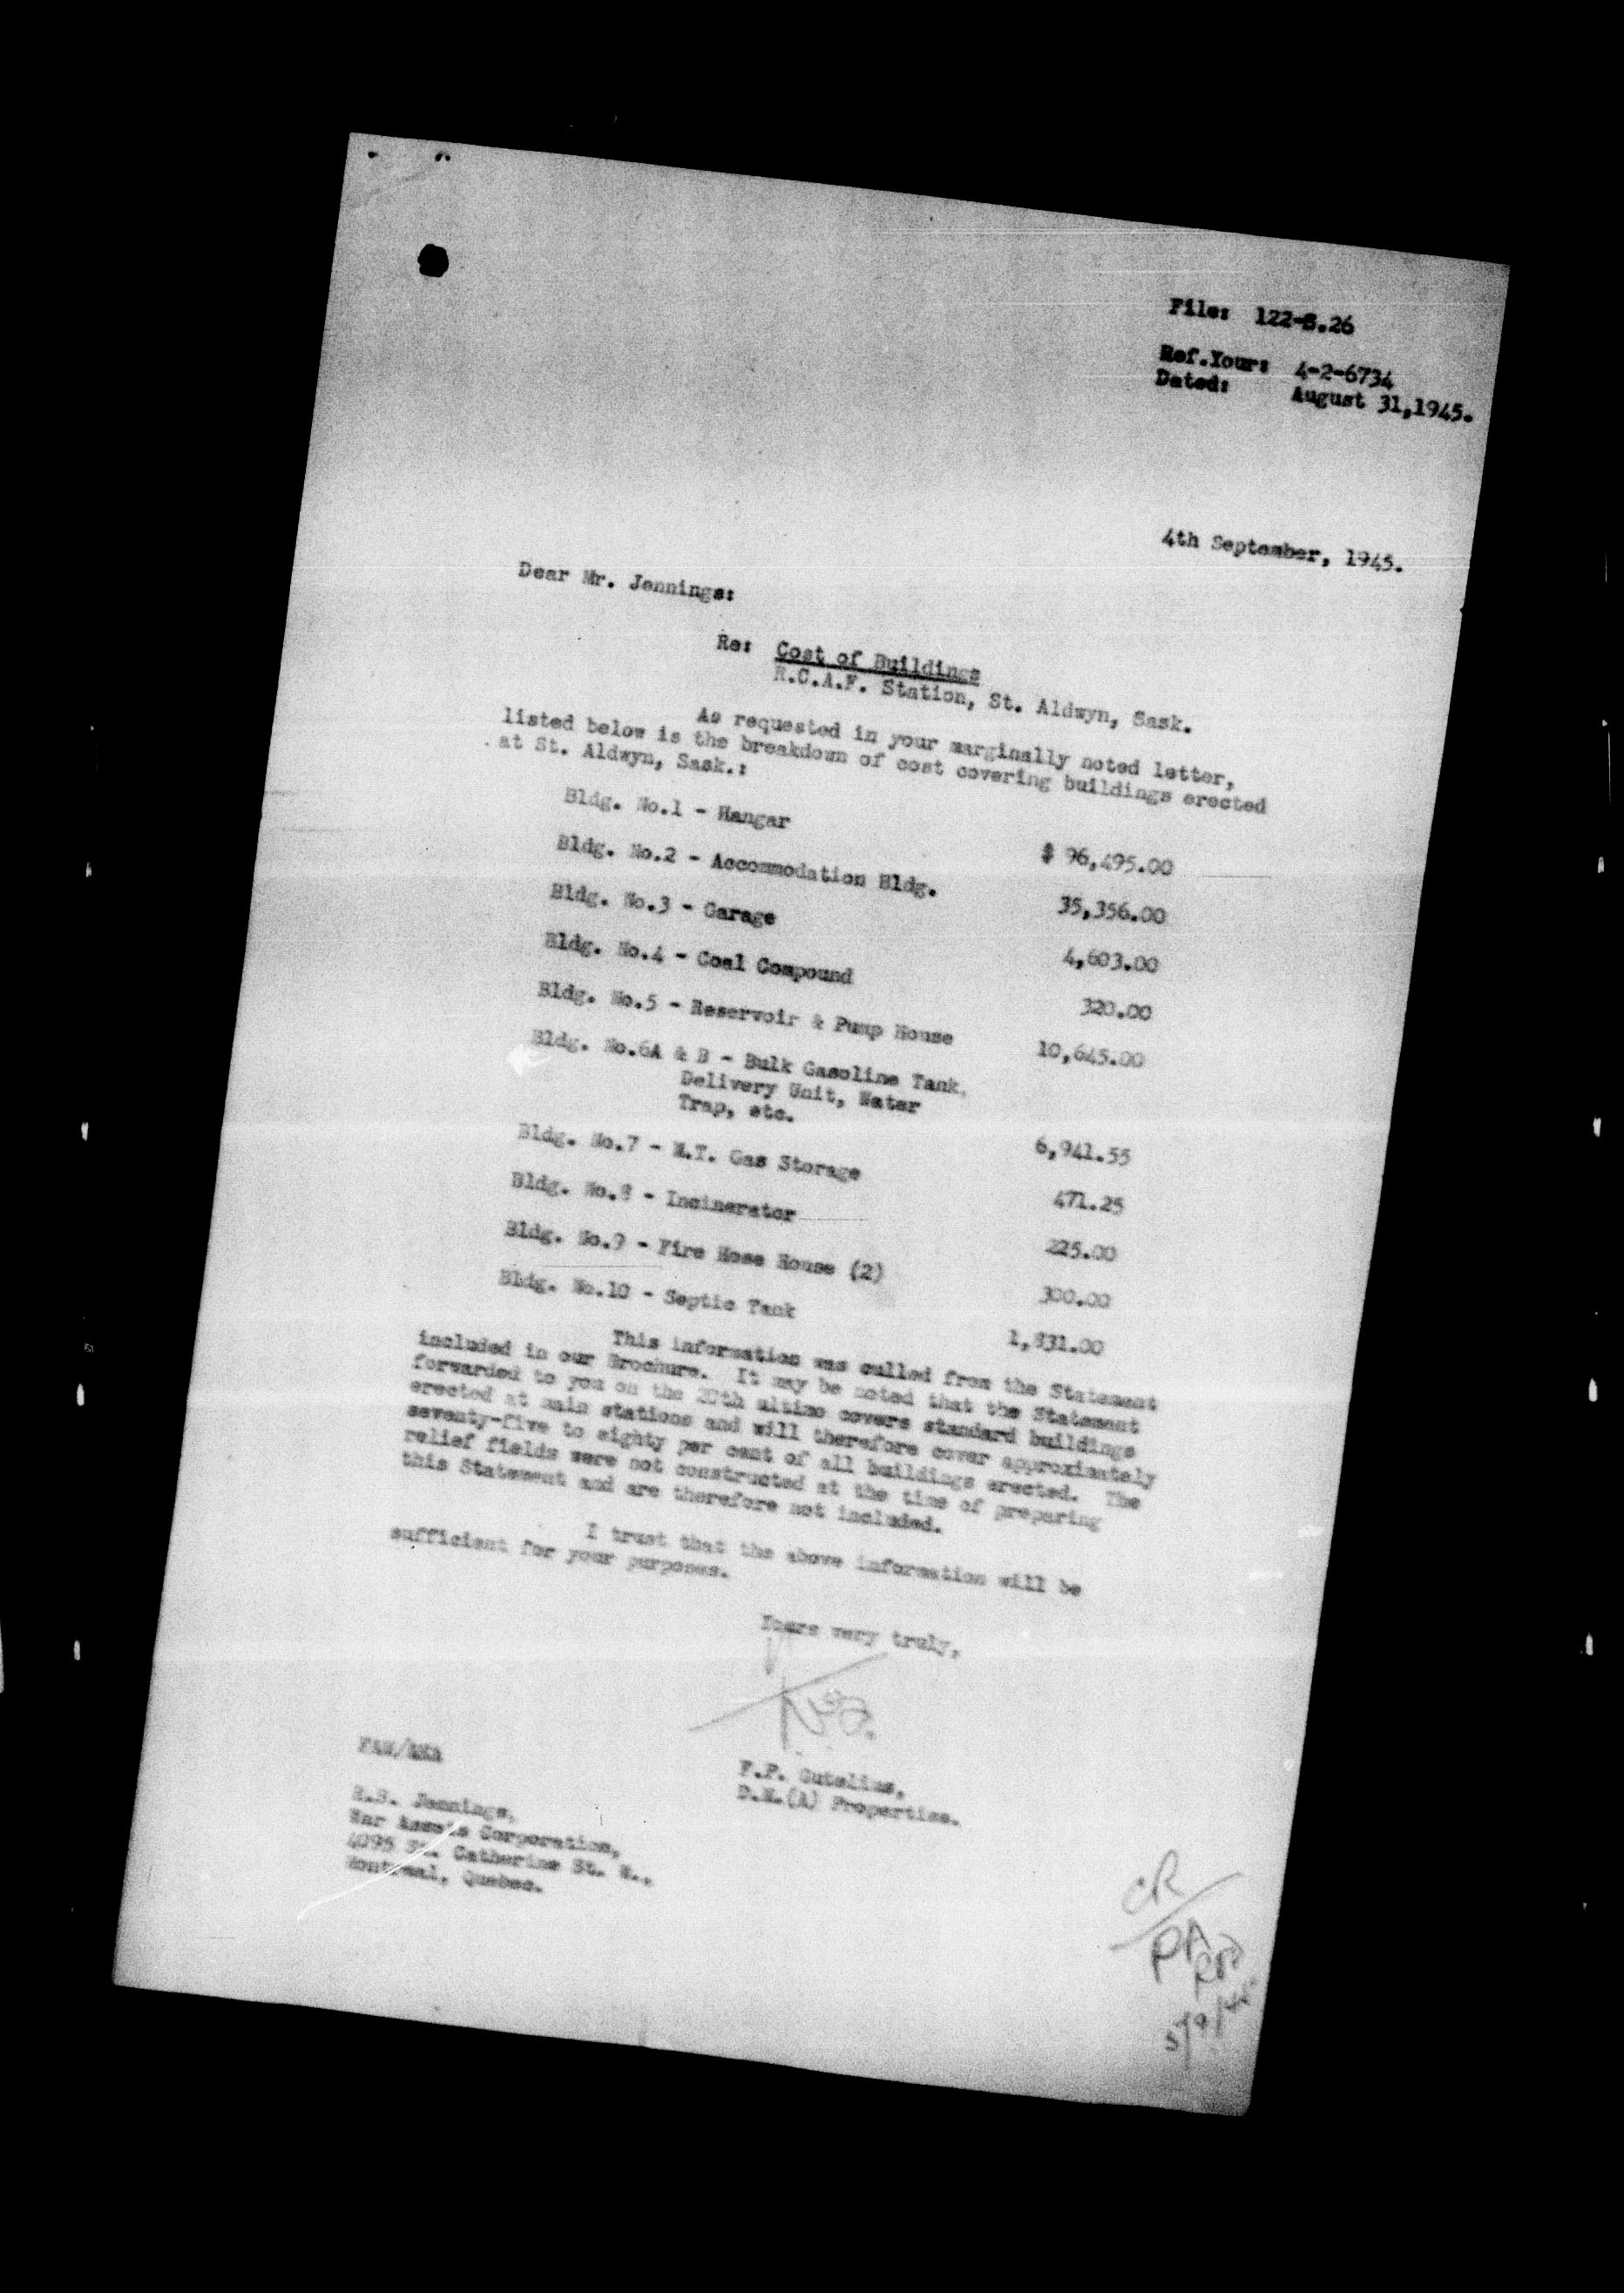 File: 122-S.26
Ref.Your: 4-2-6734
Dated: August 31,1945.
4th September, 1945.
Dear Mr. Jennings:
Re: Cost of Buildings
R.C.A.F. Station, St. Aldwyn, Sask.
As requested in your marginally noted letter,
listed below is the breakdown of cost covering buildings erected
at St. Aldwyn, Sask.:
Bldg. No.1 - Hangar $ 96,495.00
Bldg. No.2 - Accommodation Bldg. 35,356.00
Bldg. No.3 - Garage 4,603.00
Bldg. No.4 - Coal Compound 320.00
Bldg. No.5 - Reservoir & Pump House 10,645.00
Bldg. No.6A & B - Bulk Gasoline Tank,
Delivery Unit, Water
Trap, etc. 6,941.55
Bldg. No.7 - M.T. Gas Storage 471.25
Bldg. No.8 - Incinerator 225.00
Bldg. No.9 - Fire Hose House (2) 300.00
Bldg. No.10 - Septic Tank 1,831.00
This information was culled from the Statement
included in our Brochure. It may be noted that the Statement
forwarded to you on the 20th ultimo covers standard buildings
erected at main stations and will therefore cover approximately
seventy-five to eighty per cent of all buildings erected. The
relief fields were not constructed at the time of preparing
this Statement and are therefore not included.
I trust that the above information will be
sufficient for your purposes.
Yours very truly,
F.P. Gutelius,
D.M.(A) Properties.
R.S. Jennings,
War Assets Corporation,
4095 St. Catherine St. W.,
Montreal, Quebec.
CR
PA